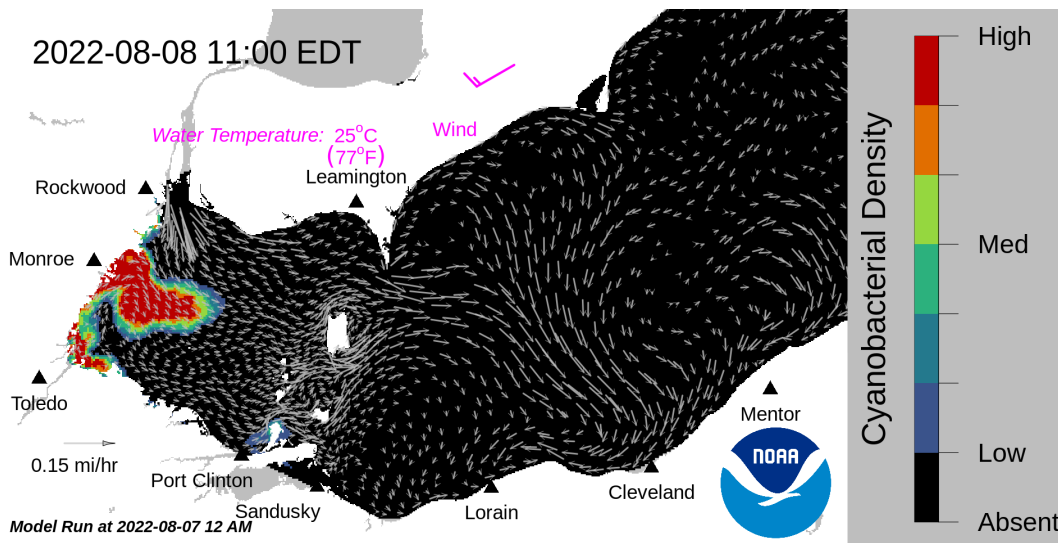 2022-08-08 11:00 EDT
Water Temperature: 25°C
(77°F)
Wind
Leamington
Rockwood
Monroe
Toledo
0.15 mi/hr
Port Clinton
Sandusky
Lorain
Cleveland
Mentor
NOAA
Model Run at 2022-08-07 12 AM
Cyanobacterial Density
High
Med
Low
Absent